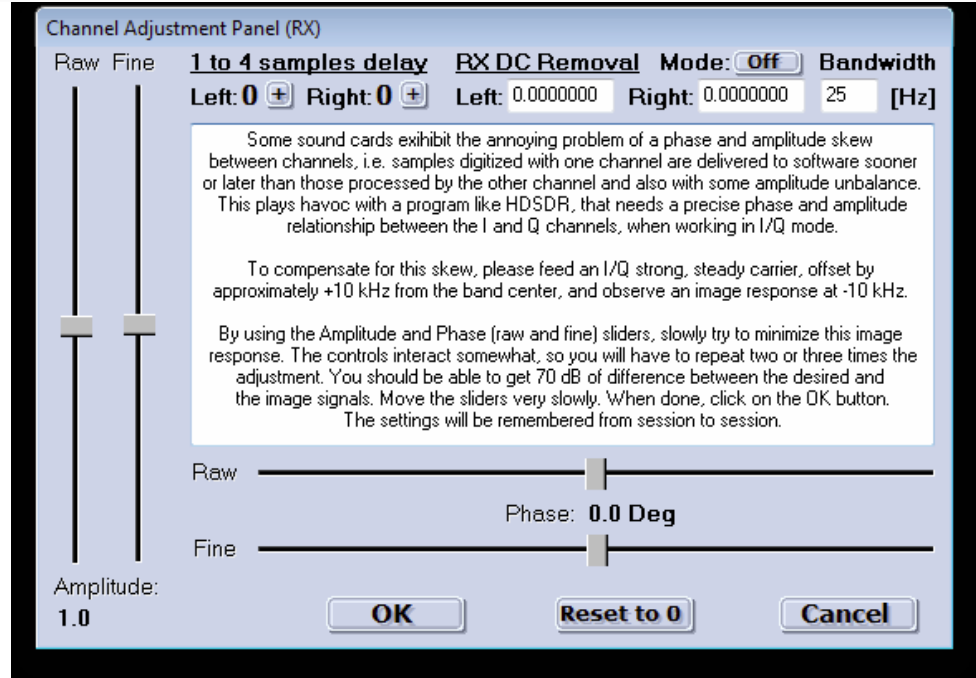 Channel Adjustment Panel (RX)
Raw Fine 1 to 4 samples delay RX DC Removal Mode: Off Bandwidth
Left: 0 + Right: 0 + Left: 0.0000000 Right: 0.0000000 25 [Hz]
Some sound cards exihibit the annoying problem of a phase and amplitude skew
between channels, i.e. samples digitized with one channel are delivered to software sooner
or later than those processed by the other channel and also with some amplitude unbalance.
This plays havoc with a program like HDSDR, that needs a precise phase and amplitude
relationship between the I and Q channels, when working in I/Q mode.
To compensate for this skew, please feed an I/Q strong, steady carrier, offset by
approximately +10 kHz from the band center, and observe an image response at -10 kHz.
By using the Amplitude and Phase (raw and fine) sliders, slowly try to minimize this image
response. The controls interact somewhat, so you will have to repeat two or three times the
adjustment. You should be able to get 70 dB of difference between the desired and
the image signals. Move the sliders very slowly. When done, click on the OK button.
The settings will be remembered from session to session.
Raw
Phase: 0.0 Deg
Fine
Amplitude:
1.0 OK Reset to 0 Cancel